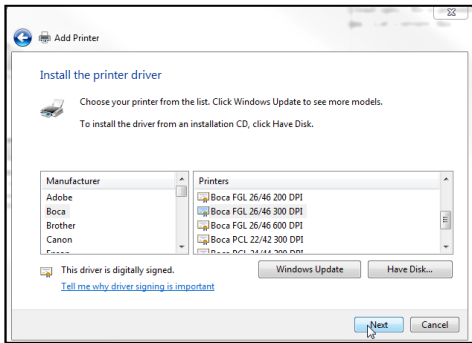 Add Printer
Install the printer driver
Choose your printer from the list. Click Windows Update to see more models.
To install the driver from an installation CD, click Have Disk.
Manufacturer
Adobe
Boca
Brother
Canon
Printers
Boca FGL 26/46 200 DPI
Boca FGL 26/46 300 DPI
Boca FGL 26/46 600 DPI
Boca PCL 22/42 300 DPI
This driver is digitally signed.
Tell me why driver signing is important
Windows Update
Have Disk...
Next
Cancel